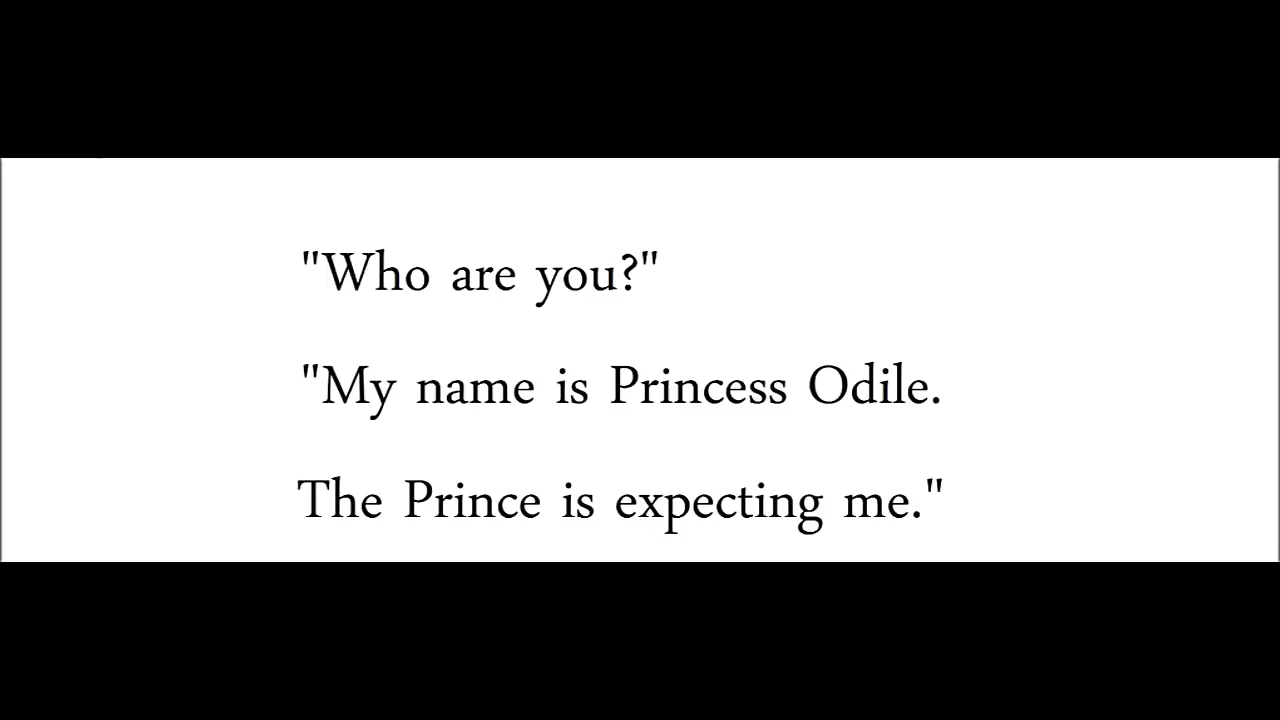 "Who are you?"
"My name is Princess Odile.
The Prince is expecting me."